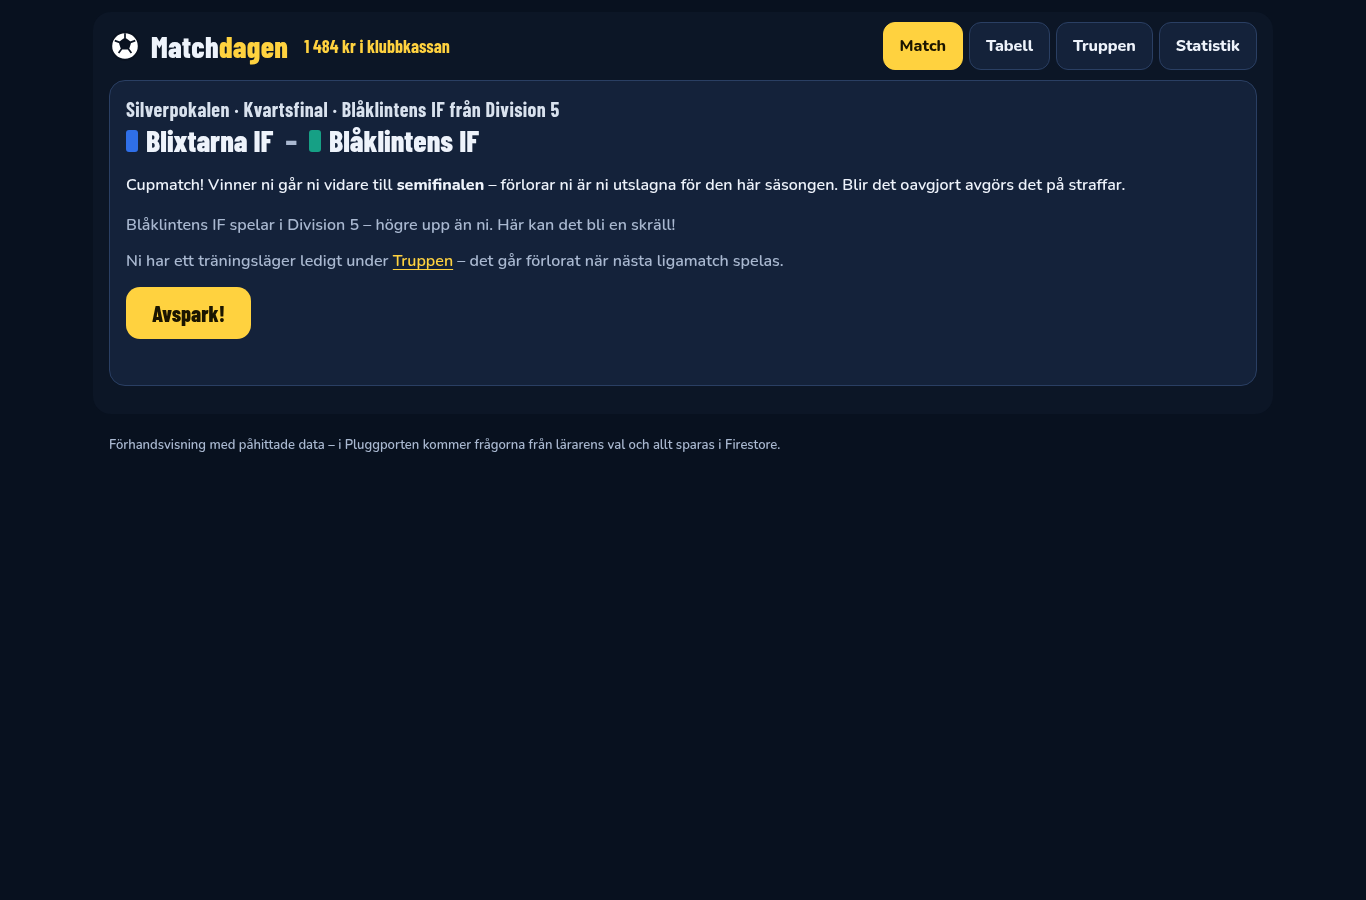 Matchdagen 1 484 kr i klubbkassan Match Tabell Truppen Statistik
Silverpokalen · Kvartsfinal · Blåklintens IF från Division 5
Blixtarna IF – Blåklintens IF
Cupmatch! Vinner ni går ni vidare till semifinalen – förlorar ni är ni utslagna för den här säsongen. Blir det oavgjort avgörs det på straffar.
Blåklintens IF spelar i Division 5 – högre upp än ni. Här kan det bli en skräll!
Ni har ett träningsläger ledigt under Truppen – det går förlorat när nästa ligamatch spelas.
Avspark!
Förhandsvisning med påhittade data – i Pluggporten kommer frågorna från lärarens val och allt sparas i Firestore.